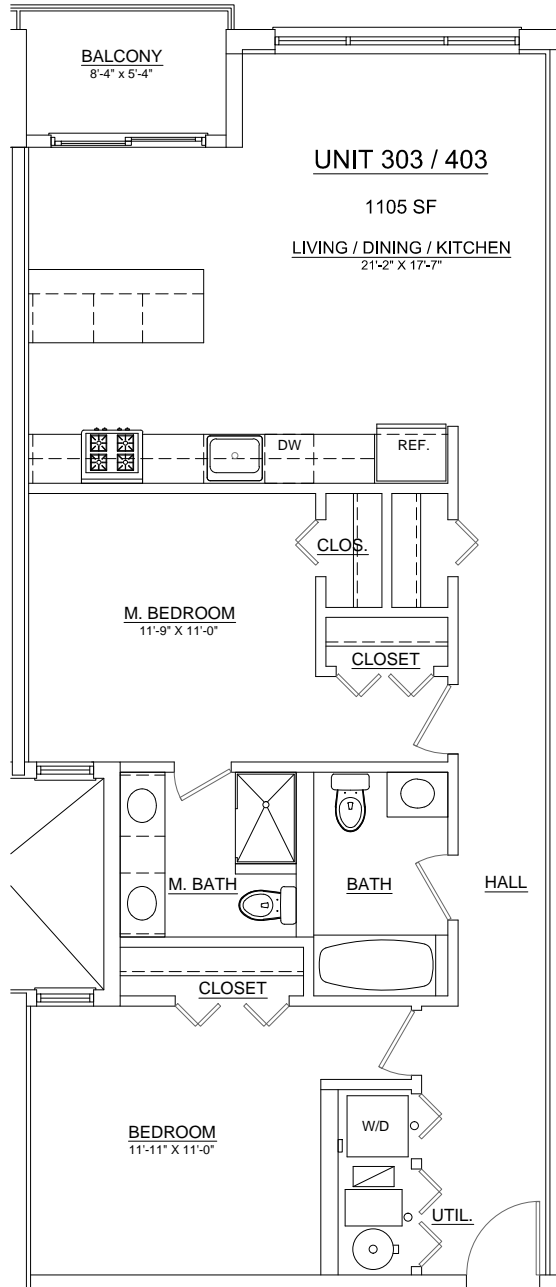 BALCONY
8'-4" x 5'-4"
UNIT 303 / 403
1105 SF
LIVING / DINING / KITCHEN
21'-2" X 17'-7"
DW
REF.
CLOS.
M. BEDROOM
11'-9" X 11'-0"
CLOSET
M. BATH
BATH
HALL
CLOSET
BEDROOM
11'-11" X 11'-0"
W/D
UTIL.